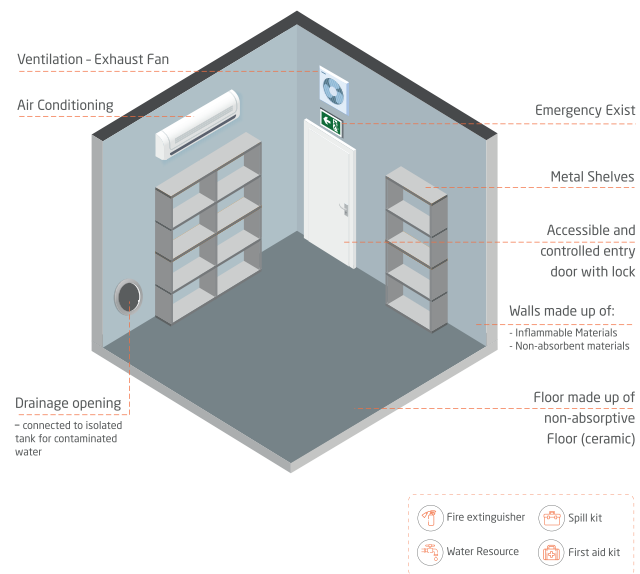 Ventilation – Exhaust Fan
Air Conditioning
Emergency Exist
Metal Shelves
Accessible and
controlled entry
door with lock
Walls made up of:
- Inflammable Materials
- Non-absorbent materials
Drainage opening
– connected to isolated
tank for contaminated
water
Floor made up of
non-absorptive
Floor (ceramic)
Fire extinguisher
Spill kit
Water Resource
First aid kit